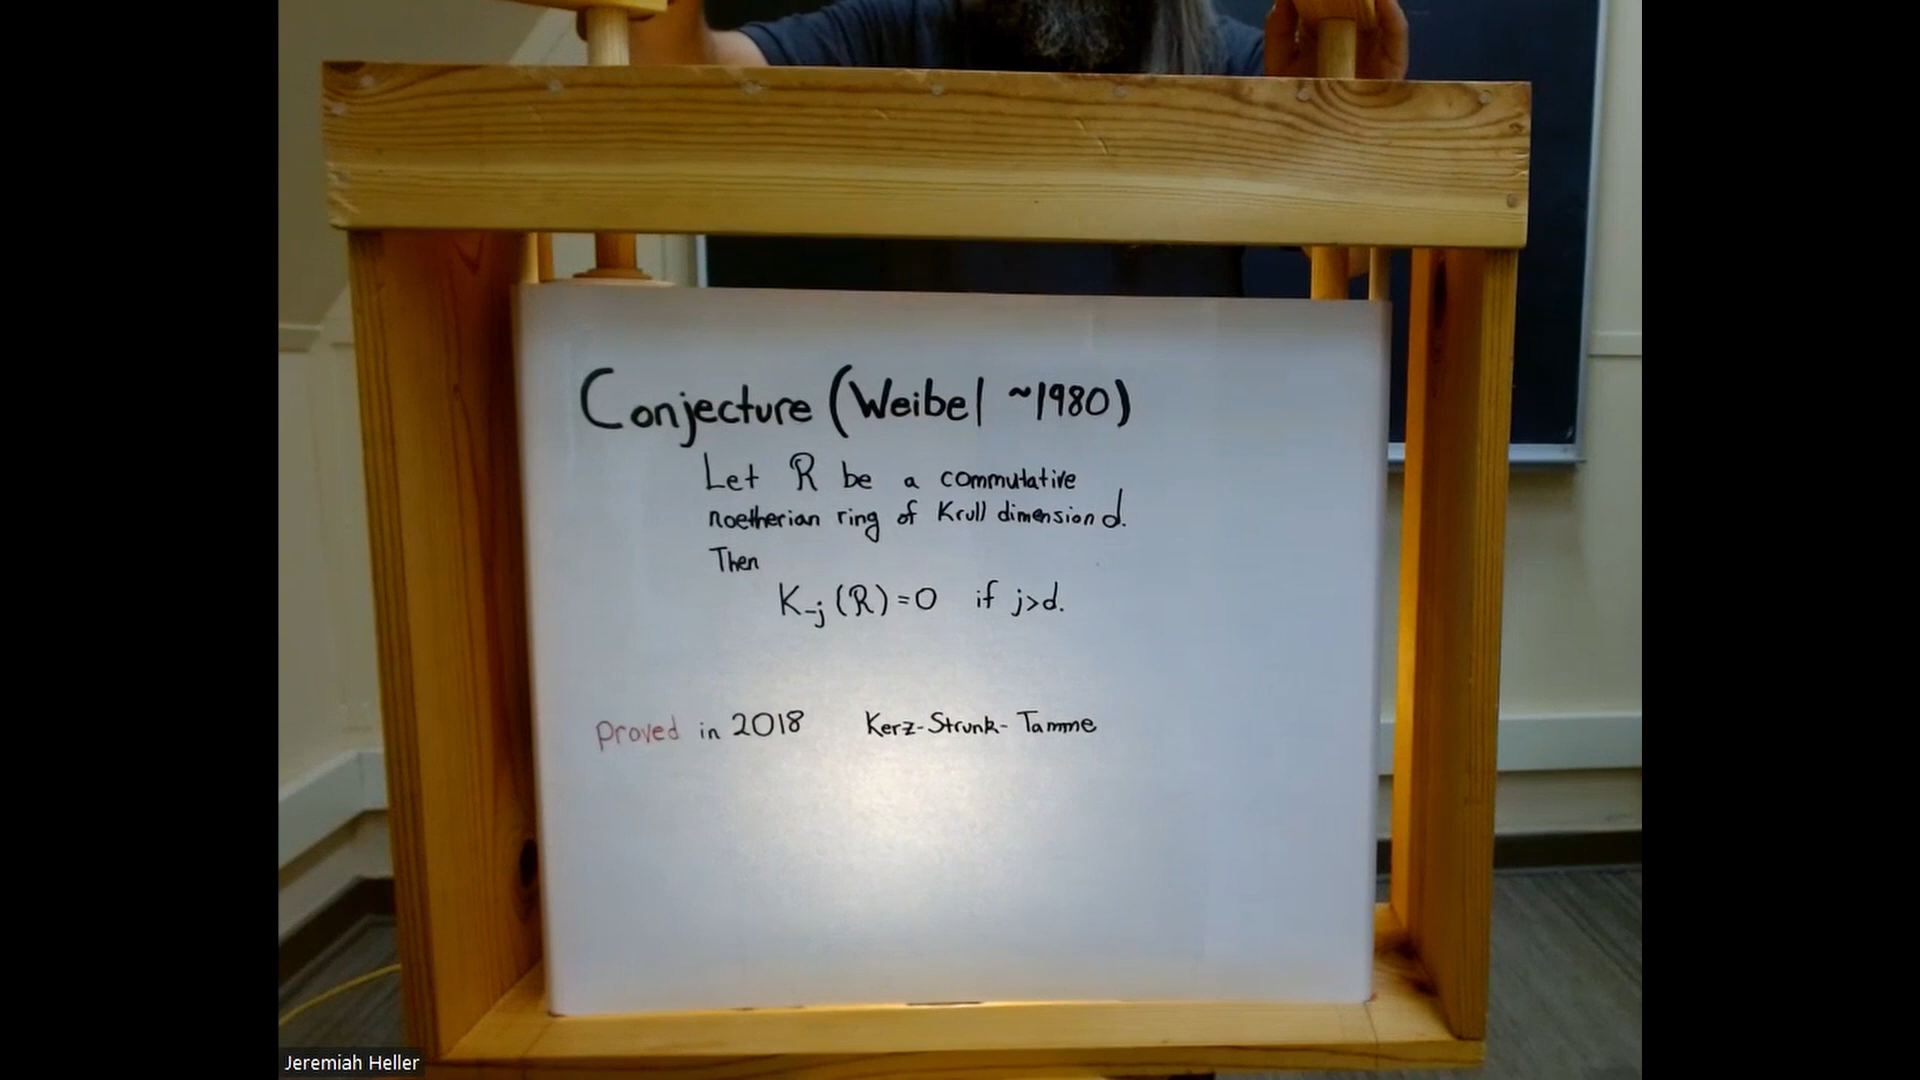 Conjecture (Weibel ~1980)
Let R be a commutative
noetherian ring of Krull dimension d.
Then
K_{-j}(R)=0 if j>d.
Proved in 2018 Kerz-Strunk-Tamme
Jeremiah Heller